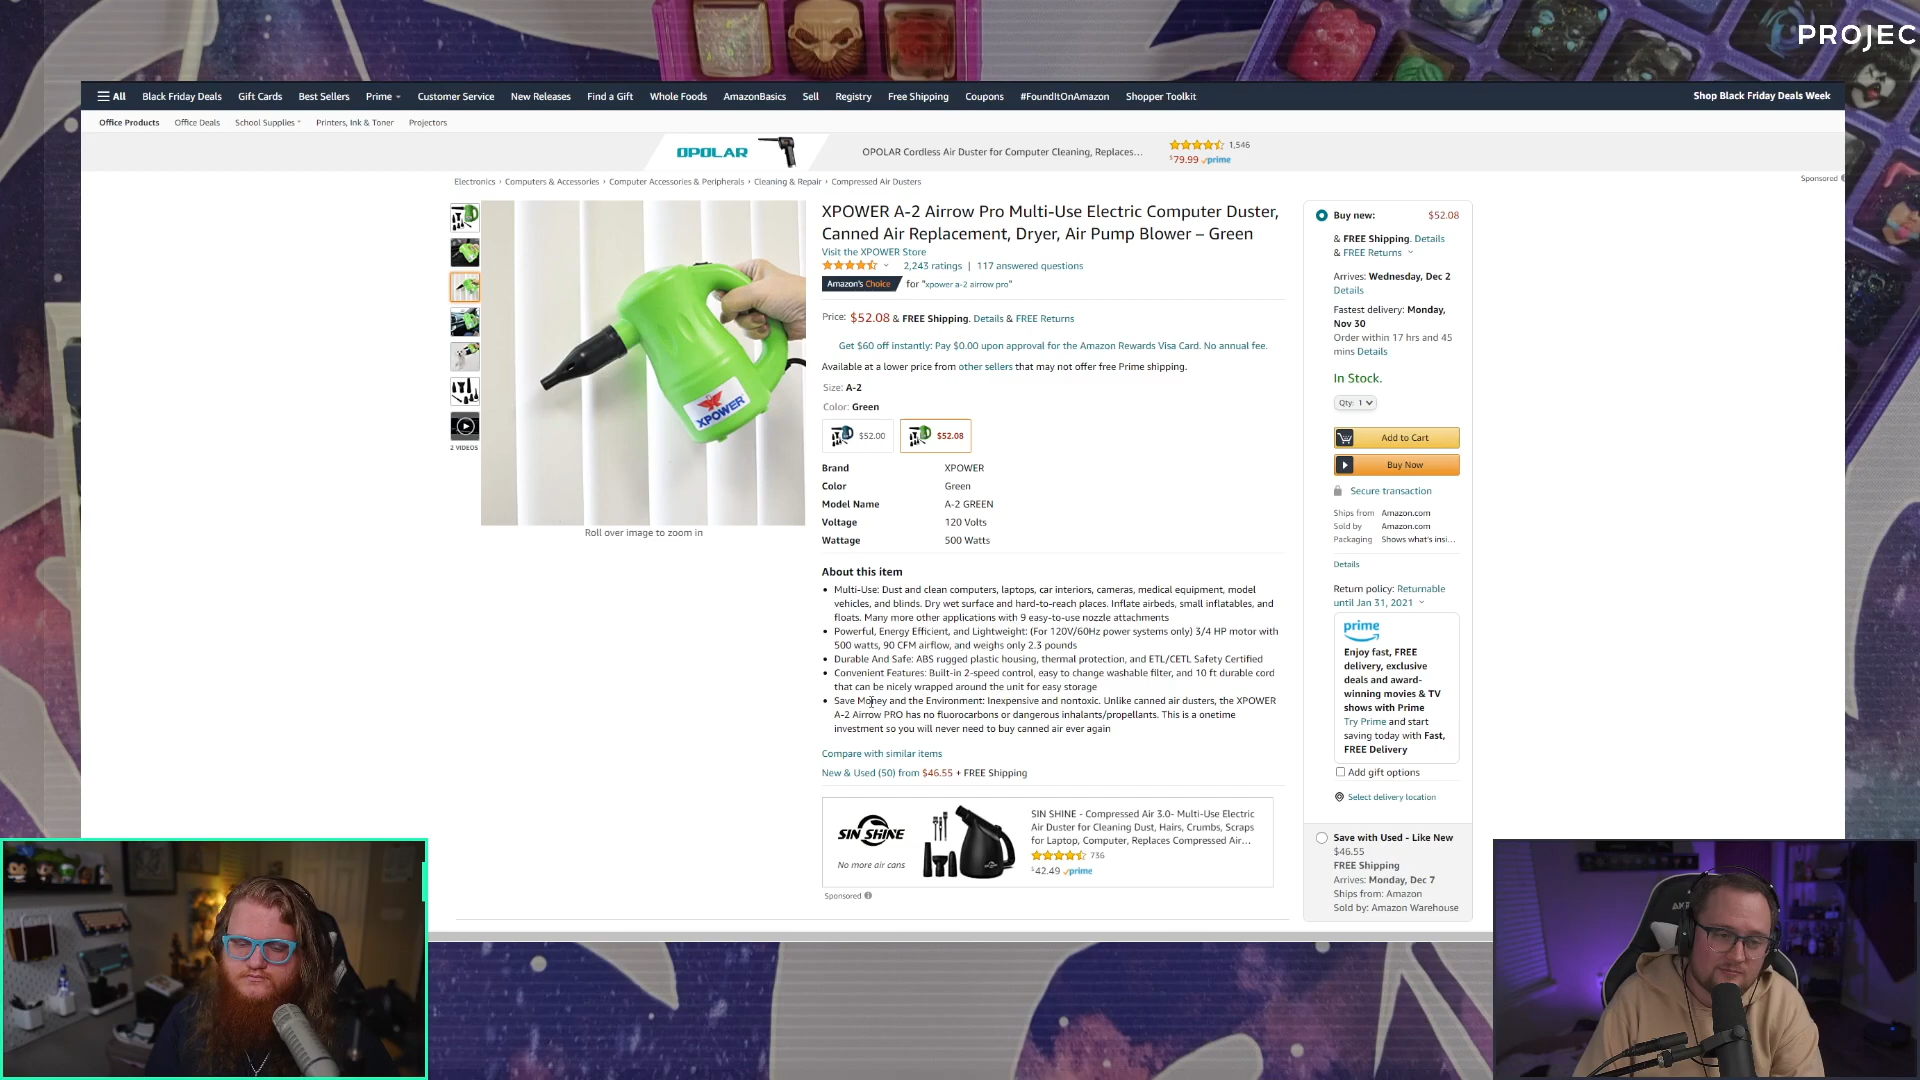 PROJEC
All Black Friday Deals Gift Cards Best Sellers Prime Customer Service New Releases Find a Gift Whole Foods AmazonBasics Sell Registry Free Shipping Coupons #FoundItOnAmazon Shopper Toolkit Shop Black Friday Deals Week
Office Products Office Deals School Supplies Printers, Ink & Toner Projectors
OPOLAR OPOLAR Cordless Air Duster for Computer Cleaning, Replaces... 1,546
$79.99 prime
Sponsored
Electronics › Computers & Accessories › Computer Accessories & Peripherals › Cleaning & Repair › Compressed Air Dusters
2 VIDEOS
XPOWER
Roll over image to zoom in
XPOWER A-2 Airrow Pro Multi-Use Electric Computer Duster,
Canned Air Replacement, Dryer, Air Pump Blower – Green
Visit the XPOWER Store
2,243 ratings | 117 answered questions
Amazon's Choice for "xpower a-2 airrow pro"
Price: $52.08 & FREE Shipping. Details & FREE Returns
Get $60 off instantly: Pay $0.00 upon approval for the Amazon Rewards Visa Card. No annual fee.
Available at a lower price from other sellers that may not offer free Prime shipping.
Size: A-2
Color: Green
$52.00 $52.08
Brand XPOWER
Color Green
Model Name A-2 GREEN
Voltage 120 Volts
Wattage 500 Watts
About this item
• Multi-Use: Dust and clean computers, laptops, car interiors, cameras, medical equipment, model
vehicles, and blinds. Dry wet surface and hard-to-reach places. Inflate airbeds, small inflatables, and
floats. Many more other applications with 9 easy-to-use nozzle attachments
• Powerful, Energy Efficient, and Lightweight: (For 120V/60Hz power systems only) 3/4 HP motor with
500 watts, 90 CFM airflow, and weighs only 2.3 pounds
• Durable And Safe: ABS rugged plastic housing, thermal protection, and ETL/CETL Safety Certified
• Convenient Features: Built-in 2-speed control, easy to change washable filter, and 10 ft durable cord
that can be nicely wrapped around the unit for easy storage
• Save Money and the Environment: Inexpensive and nontoxic. Unlike canned air dusters, the XPOWER
A-2 Airrow PRO has no fluorocarbons or dangerous inhalants/propellants. This is a onetime
investment so you will never need to buy canned air ever again
Compare with similar items
New & Used (50) from $46.55 + FREE Shipping
SIN SHINE
No more air cans
SIN SHINE - Compressed Air 3.0- Multi-Use Electric
Air Duster for Cleaning Dust, Hairs, Crumbs, Scraps
for Laptop, Computer, Replaces Compressed Air...
736
$42.49 prime
Sponsored
Buy new: $52.08
& FREE Shipping. Details
& FREE Returns
Arrives: Wednesday, Dec 2
Details
Fastest delivery: Monday,
Nov 30
Order within 17 hrs and 45
mins Details
In Stock.
Qty: 1
Add to Cart
Buy Now
Secure transaction
Ships from Amazon.com
Sold by Amazon.com
Packaging Shows what's insi...
Details
Return policy: Returnable
until Jan 31, 2021
prime
Enjoy fast, FREE
delivery, exclusive
deals and award-
winning movies & TV
shows with Prime
Try Prime and start
saving today with Fast,
FREE Delivery
Add gift options
Select delivery location
Save with Used - Like New
$46.55
FREE Shipping
Arrives: Monday, Dec 7
Ships from: Amazon
Sold by: Amazon Warehouse